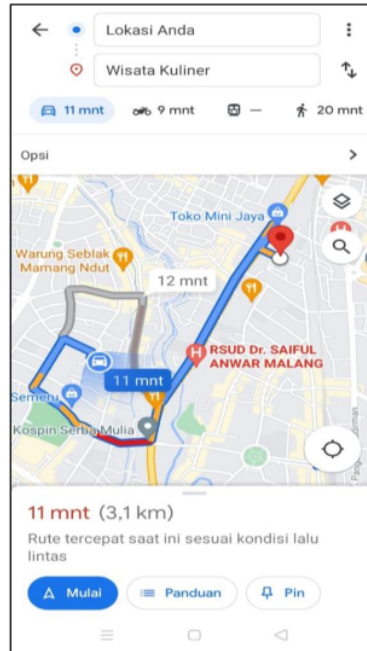 Lokasi Anda
Wisata Kuliner
11 mnt
9 mnt
—
20 mnt
Opsi
Toko Mini Jaya
Warung Seblak
Mamang Ndut
12 mnt
RSUD Dr. SAIFUL
ANWAR MALANG
11 mnt
Semeru
Kospin Serba Mulia
11 mnt (3,1 km)
Rute tercepat saat ini sesuai kondisi lalu
lintas
Mulai
Panduan
Pin